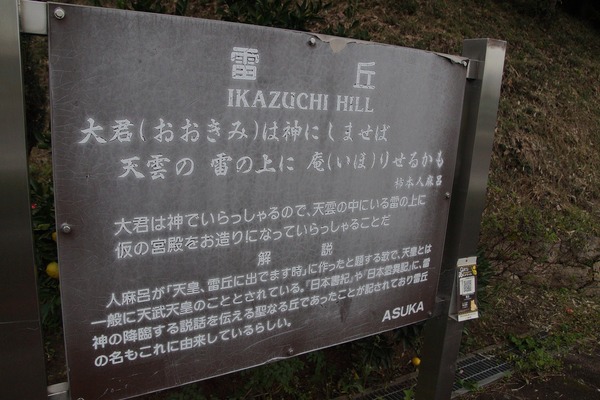 雷丘
IKAZUCHI HILL
大君(おおきみ)は神にしませば
天雲の 雷の上に 庵(いほ)りせるかも
柿本人麻呂
大君は神でいらっしゃるので、天雲の中にいる雷の上に
仮の宮殿をお造りになっていらっしゃることだ
解説
人麻呂が「天皇、雷丘に出でます時」に作ったと題する歌で、天皇とは
一般に天武天皇のこととされている。『日本書紀』や『日本霊異記』に、雷
神の降臨する説話を伝える聖なる丘であったことが記されており雷丘
の名もこれに由来しているらしい。
ASUKA